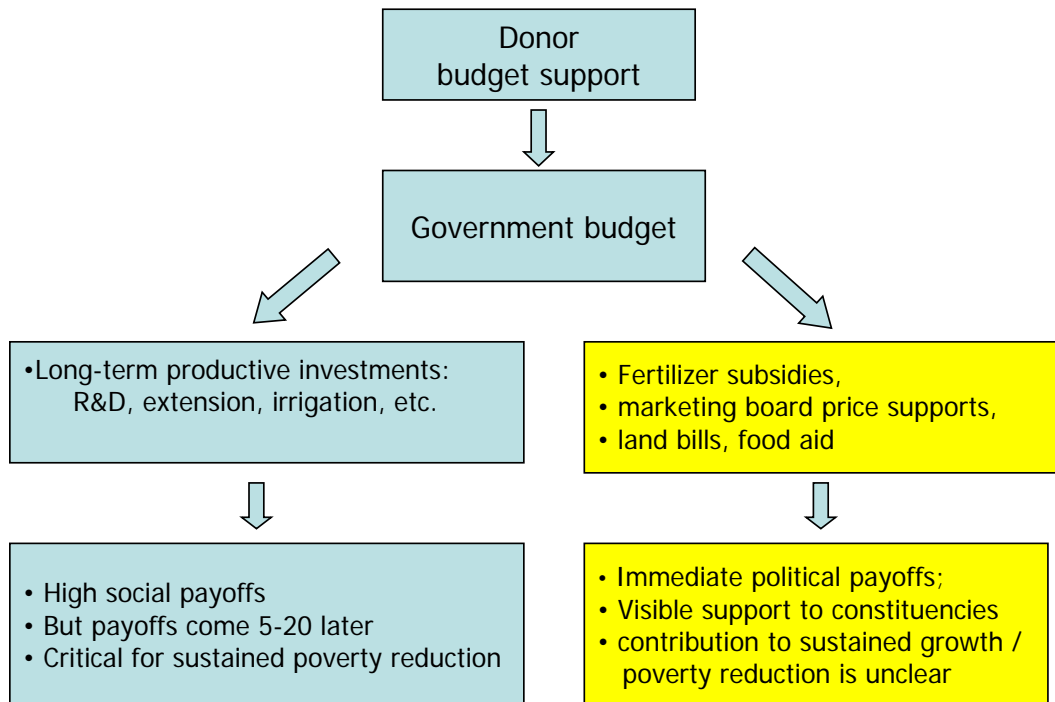 Donor
budget support
Government budget
•Long-term productive investments:
R&D, extension, irrigation, etc.
• Fertilizer subsidies,
• marketing board price supports,
• land bills, food aid
• High social payoffs
• But payoffs come 5-20 later
• Critical for sustained poverty reduction
• Immediate political payoffs;
• Visible support to constituencies
• contribution to sustained growth /
poverty reduction is unclear